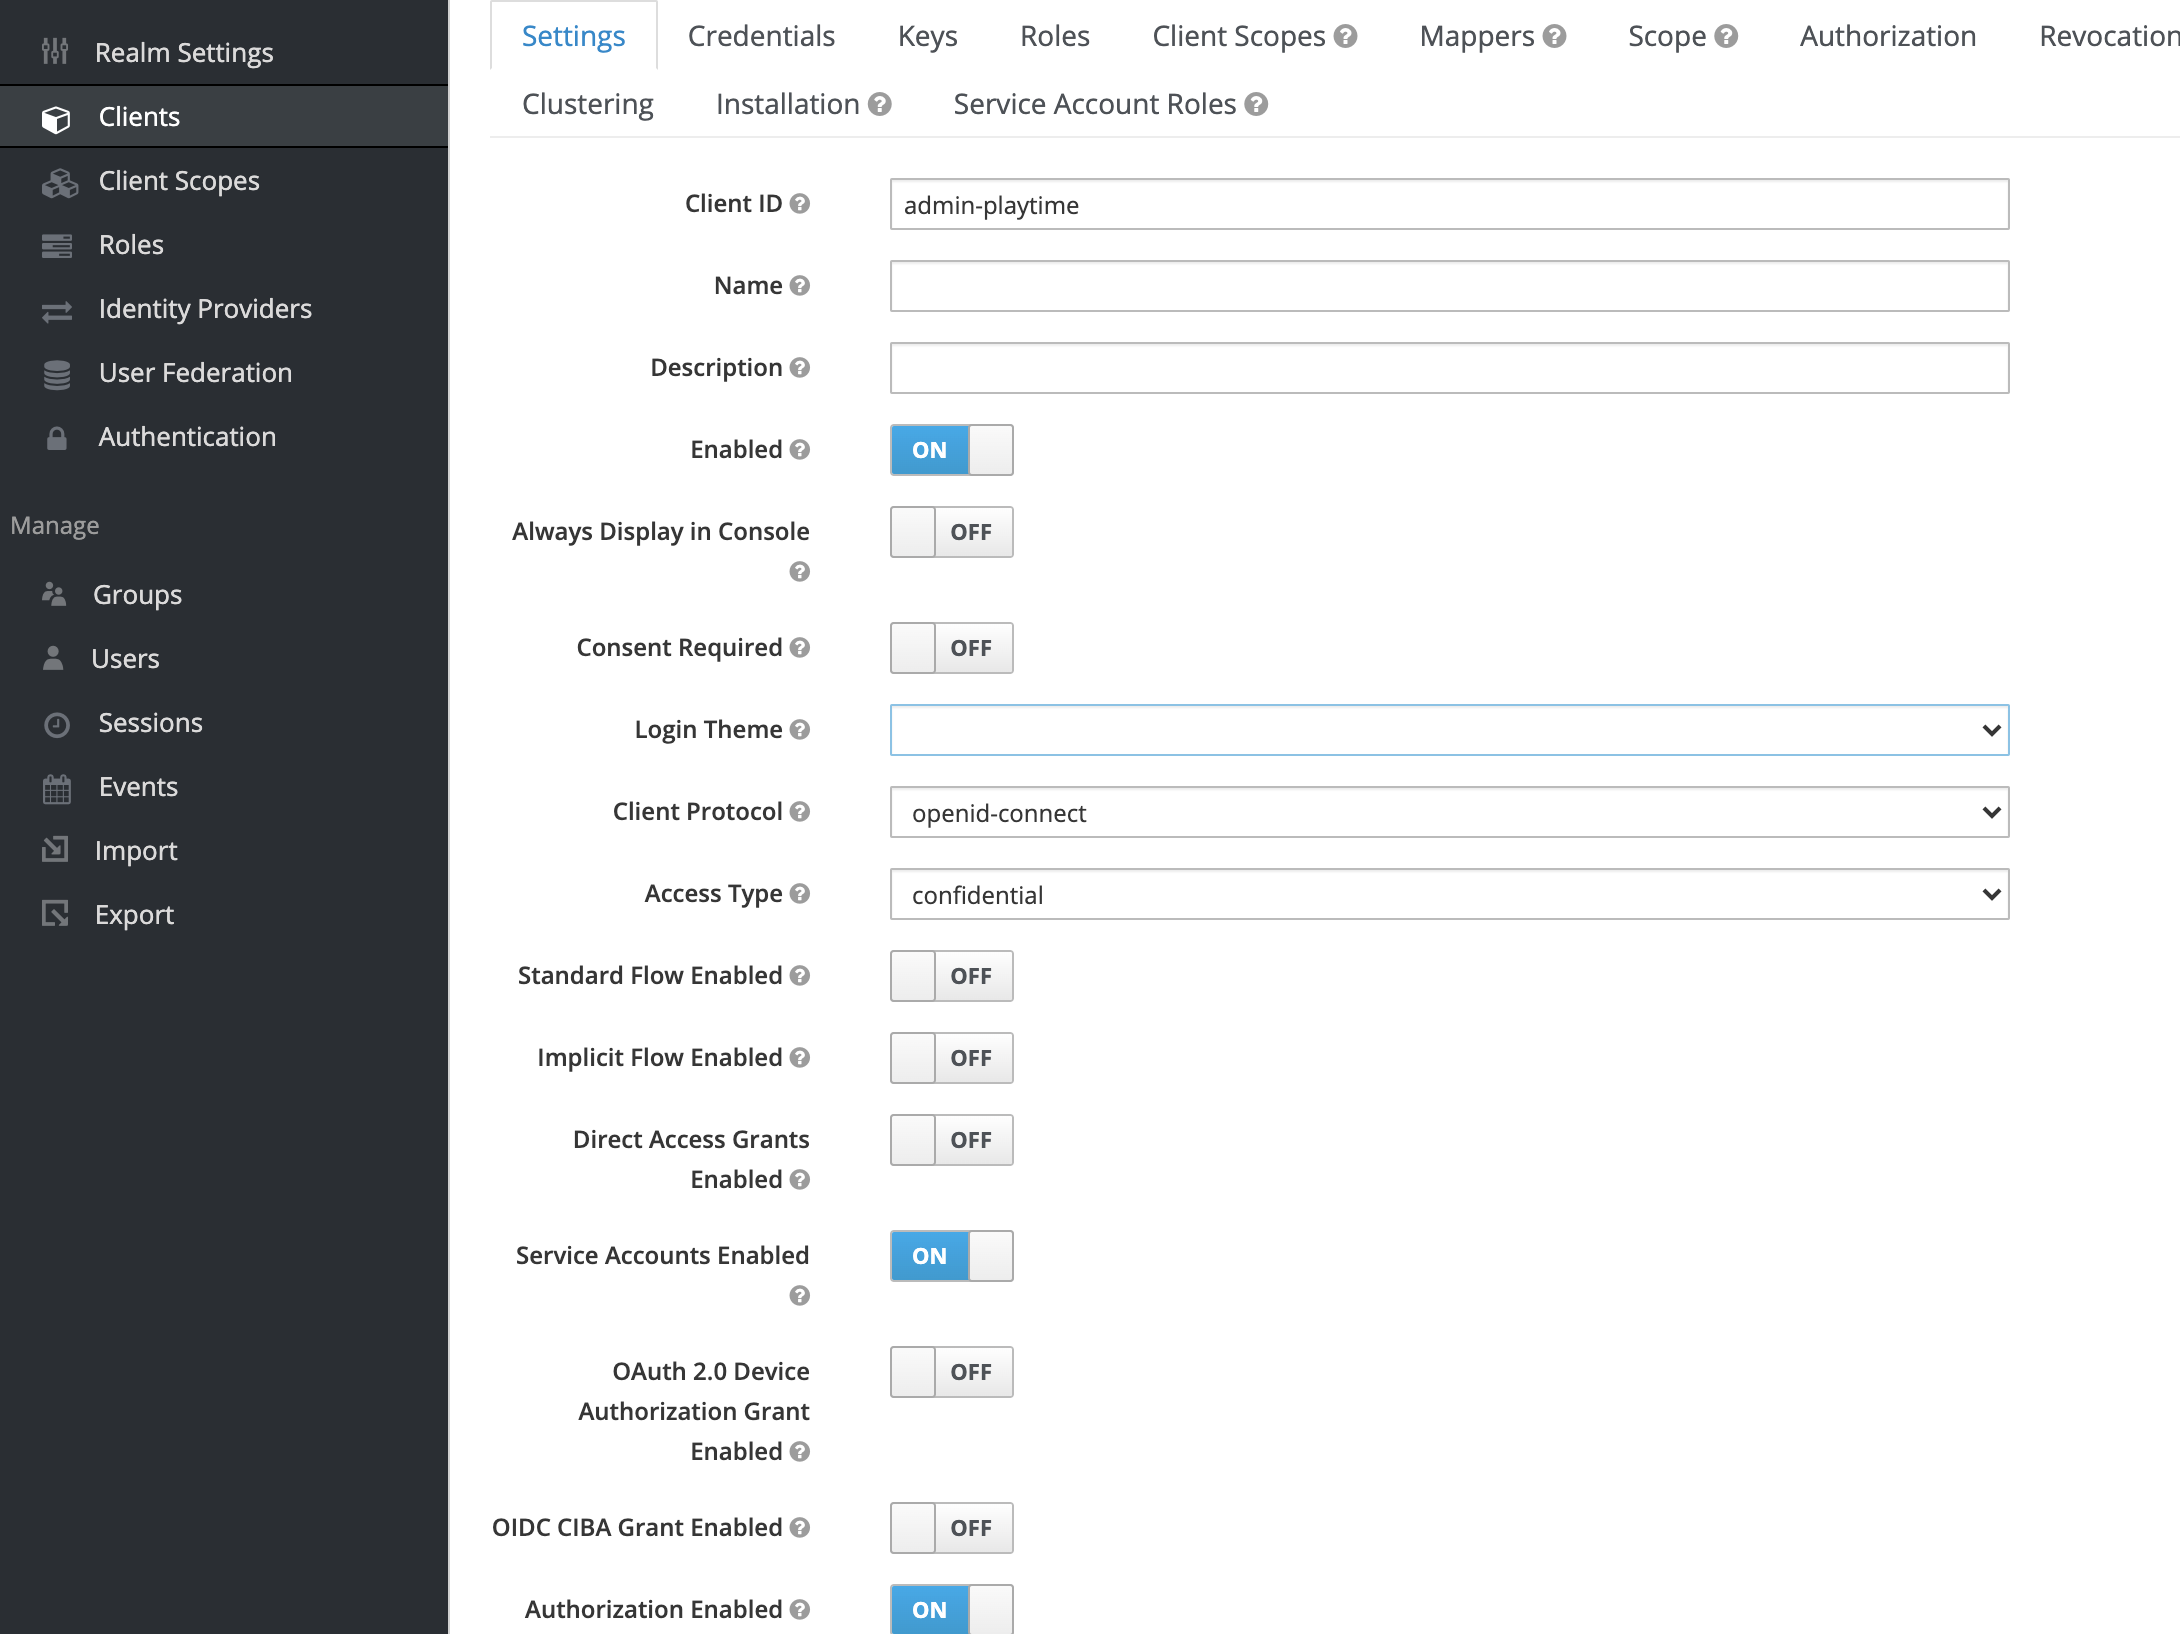 Realm Settings
Clients
Client Scopes
Roles
Identity Providers
User Federation
Authentication
Manage
Groups
Users
Sessions
Events
Import
Export
Settings Credentials Keys Roles Client Scopes Mappers Scope Authorization Revocation
Clustering Installation Service Account Roles
Client ID admin-playtime
Name
Description
Enabled ON
Always Display in Console OFF
Consent Required OFF
Login Theme
Client Protocol openid-connect
Access Type confidential
Standard Flow Enabled OFF
Implicit Flow Enabled OFF
Direct Access Grants OFF
Enabled
Service Accounts Enabled ON
OAuth 2.0 Device OFF
Authorization Grant
Enabled
OIDC CIBA Grant Enabled OFF
Authorization Enabled ON